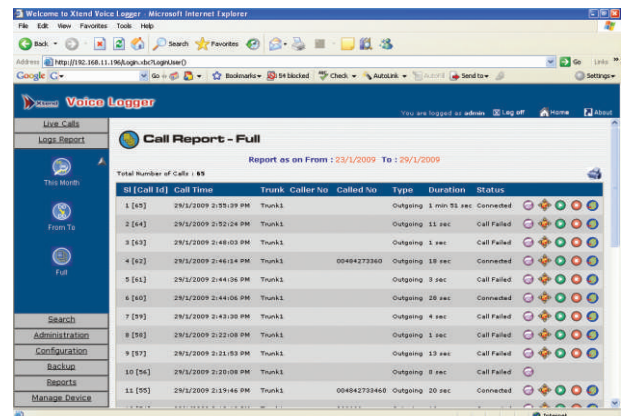 Welcome to Xtend Voice Logger - Microsoft Internet Explorer
File Edit View Favorites Tools Help
Back Search Favorites
Address http://192.168.11.196/Login.xbc?LoginUser() Go Links
Google G Go Bookmarks 54 blocked Check AutoLink Send to Settings
Xtend Voice Logger
You are logged as admin Log off Home About
Live Calls
Logs Report
This Month
From To
Full
Search
Administration
Configuration
Backup
Reports
Manage Device
Call Report - Full
Report as on From : 23/1/2009 To : 29/1/2009
Total Number of Calls : 65
Sl [Call Id] Call Time Trunk Caller No Called No Type Duration Status
1 [65] 29/1/2009 2:55:39 PM Trunk1 Outgoing 1 min 51 sec Connected
2 [64] 29/1/2009 2:52:24 PM Trunk1 Outgoing 11 sec Call Failed
3 [63] 29/1/2009 2:48:03 PM Trunk1 Outgoing 1 sec Call Failed
4 [62] 29/1/2009 2:46:14 PM Trunk1 00484273360 Outgoing 18 sec Connected
5 [61] 29/1/2009 2:44:36 PM Trunk1 Outgoing 3 sec Call Failed
6 [60] 29/1/2009 2:44:06 PM Trunk1 Outgoing 20 sec Connected
7 [59] 29/1/2009 2:43:30 PM Trunk1 Outgoing 4 sec Call Failed
8 [58] 29/1/2009 2:22:08 PM Trunk1 Outgoing 1 sec Call Failed
9 [57] 29/1/2009 2:21:53 PM Trunk1 Outgoing 13 sec Call Failed
10 [56] 29/1/2009 2:20:08 PM Trunk1 Outgoing 0 sec Call Failed
11 [55] 29/1/2009 2:19:46 PM Trunk1 004842733460 Outgoing 20 sec Connected
Internet